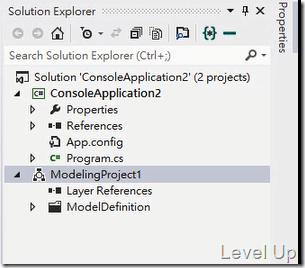 Solution Explorer
Search Solution Explorer (Ctrl+;)
Solution 'ConsoleApplication2' (2 projects)
ConsoleApplication2
Properties
References
App.config
Program.cs
ModelingProject1
Layer References
ModelDefinition
Properties
Level Up